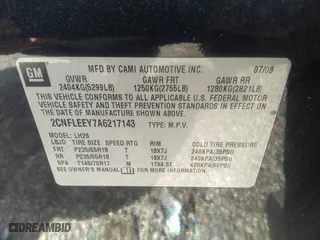 GM
MFD BY CAMI AUTOMOTIVE INC. 07/09
GVWR GAWR FRT GAWR RR
2404KG(5299LB) 1250KG(2755LB) 1280KG(2821LB)
THIS VEHICLE CONFORMS TO ALL APPLICABLE U.S. FEDERAL MOTOR
VEHICLE SAFETY AND THEFT PREVENTION STANDARDS IN EFFECT ON THE
DATE OF MANUFACTURE SHOWN ABOVE.
2CNFLEEY7A6217143 TYPE: M.P.V.
LBJD MODEL: LH26
TIRE SIZE SPEED RTG RIM COLD TIRE PRESSURE
FRT P235/55R18 T 18X7J 240KPA(35PSI)
RR P235/55R18 T 18X7J 240KPA(35PSI)
SPA T145/70R17 M 17X4.5T 420KPA(60PSI)
SEE OWNER'S MANUAL